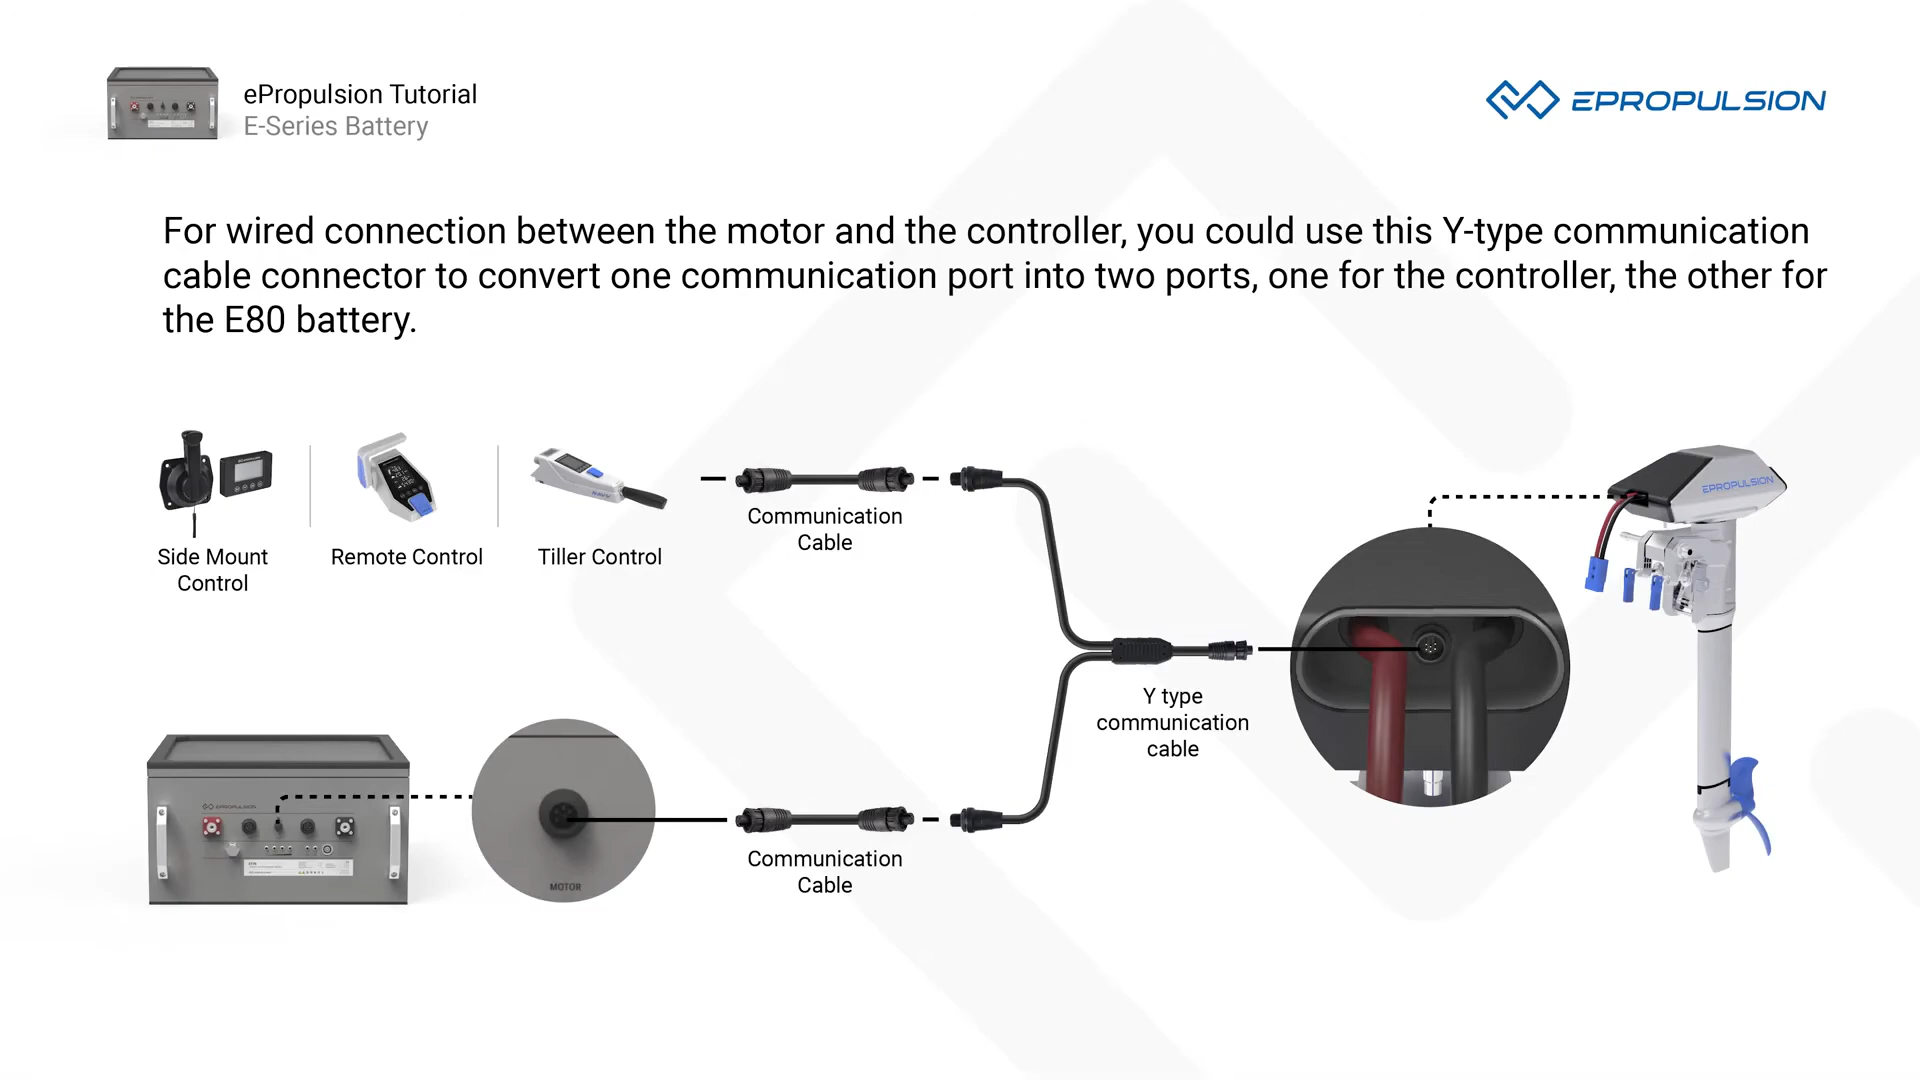 ePropulsion Tutorial
E-Series Battery
EPROPULSION
For wired connection between the motor and the controller, you could use this Y-type communication
cable connector to convert one communication port into two ports, one for the controller, the other for
the E80 battery.
Side Mount
Control
Remote Control
Tiller Control
Communication
Cable
EPROPULSION
Y type
communication
cable
EPROPULSION
MOTOR
Communication
Cable